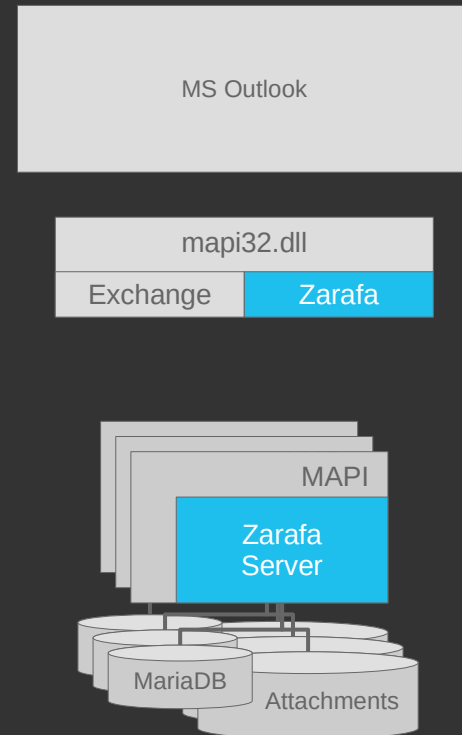 MS Outlook
mapi32.dll
Exchange
Zarafa
MAPI
Zarafa
Server
MariaDB
Attachments